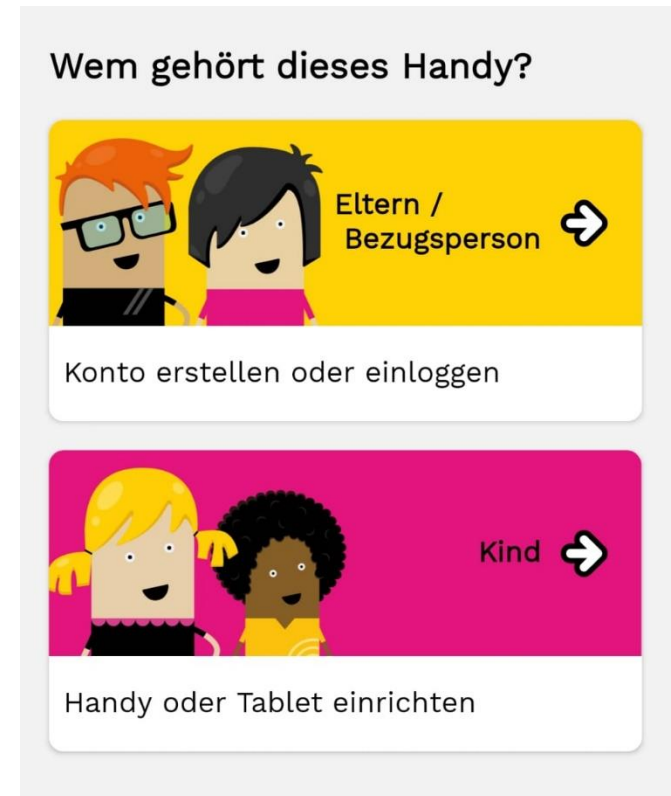 Wem gehört dieses Handy?
Eltern /
Bezugsperson
Konto erstellen oder einloggen
Kind
Handy oder Tablet einrichten